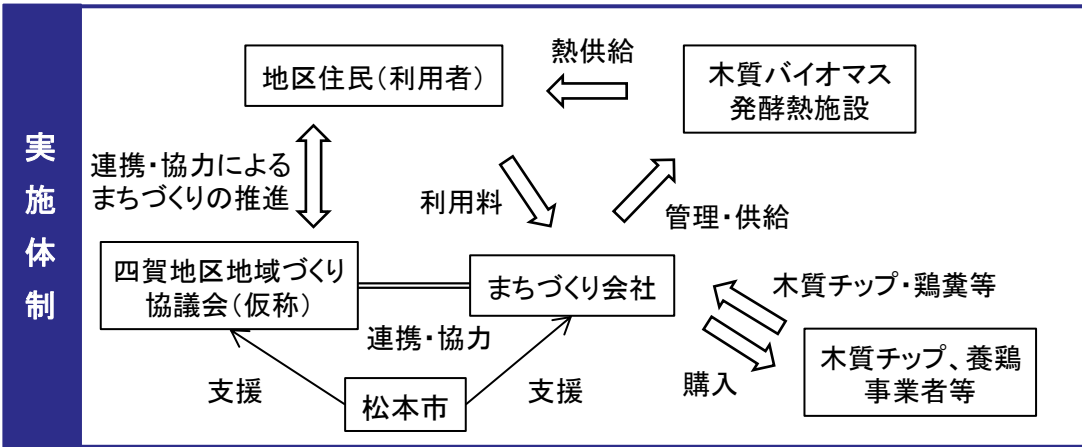 実施体制
熱供給
地区住民(利用者)
木質バイオマス
発酵熱施設
連携・協力による
まちづくりの推進
利用料
管理・供給
四賀地区地域づくり
協議会(仮称)
まちづくり会社
木質チップ・鶏糞等
連携・協力
木質チップ、養鶏
事業者等
購入
支援
松本市
支援